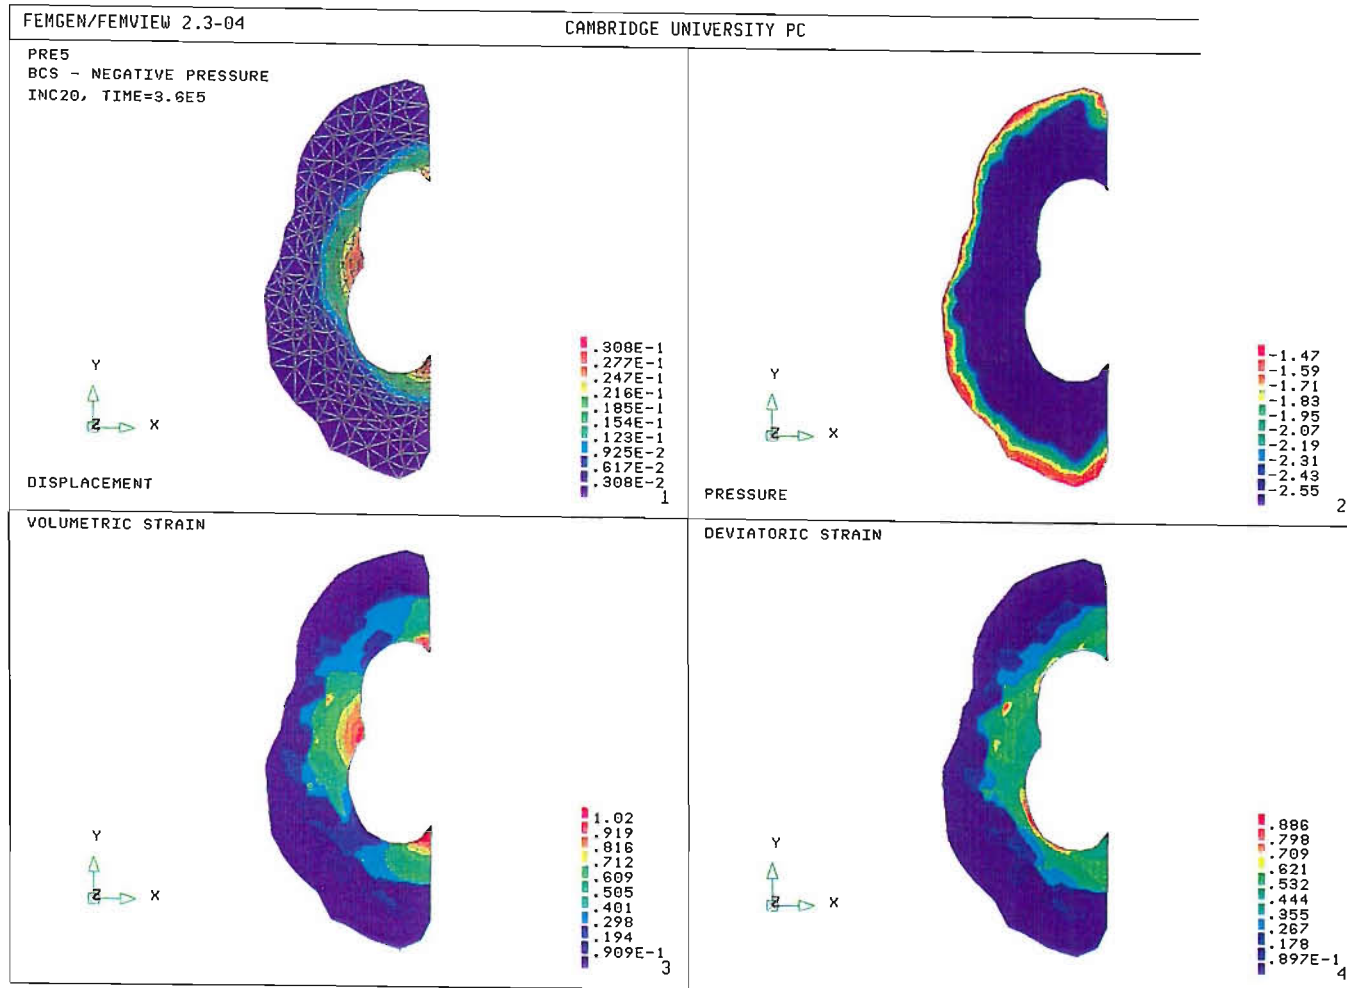 FEMGEN/FEMVIEW 2.3-04
CAMBRIDGE UNIVERSITY PC
PRE5
BCS - NEGATIVE PRESSURE
INC20, TIME=3.6E5
Y
Z
X
.308E-1
.277E-1
.247E-1
.216E-1
.185E-1
.154E-1
.123E-1
.925E-2
.617E-2
.308E-2
DISPLACEMENT
1
Y
Z
X
-1.47
-1.59
-1.71
-1.83
-1.95
-2.07
-2.19
-2.31
-2.43
-2.55
PRESSURE
2
VOLUMETRIC STRAIN
Y
Z
X
1.02
.919
.816
.712
.609
.505
.401
.298
.194
.909E-1
3
DEVIATORIC STRAIN
Y
Z
X
.886
.798
.709
.621
.532
.444
.355
.267
.178
.897E-1
4